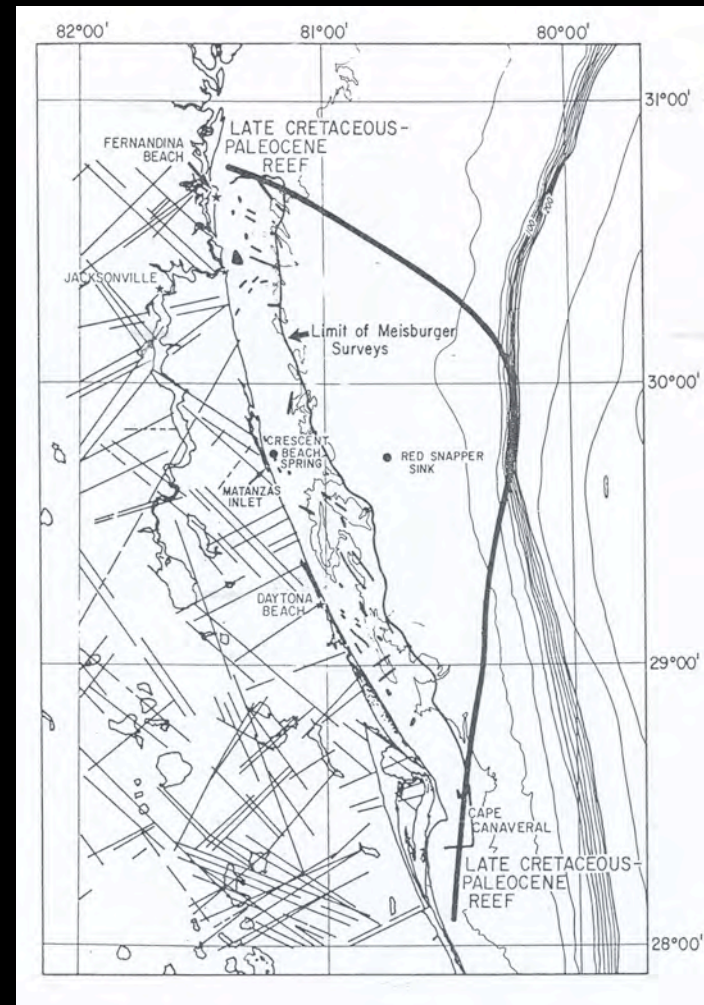 82°00'
81°00'
80°00'
31°00'
LATE CRETACEOUS-
PALEOCENE
REEF
FERNANDINA
BEACH
100
200
JACKSONVILLE
Limit of Meisburger
Surveys
30°00'
CRESCENT
BEACH
SPRING
RED SNAPPER
SINK
MATANZAS
INLET
DAYTONA
BEACH
29°00'
CAPE
CANAVERAL
LATE CRETACEOUS-
PALEOCENE
REEF
28°00'